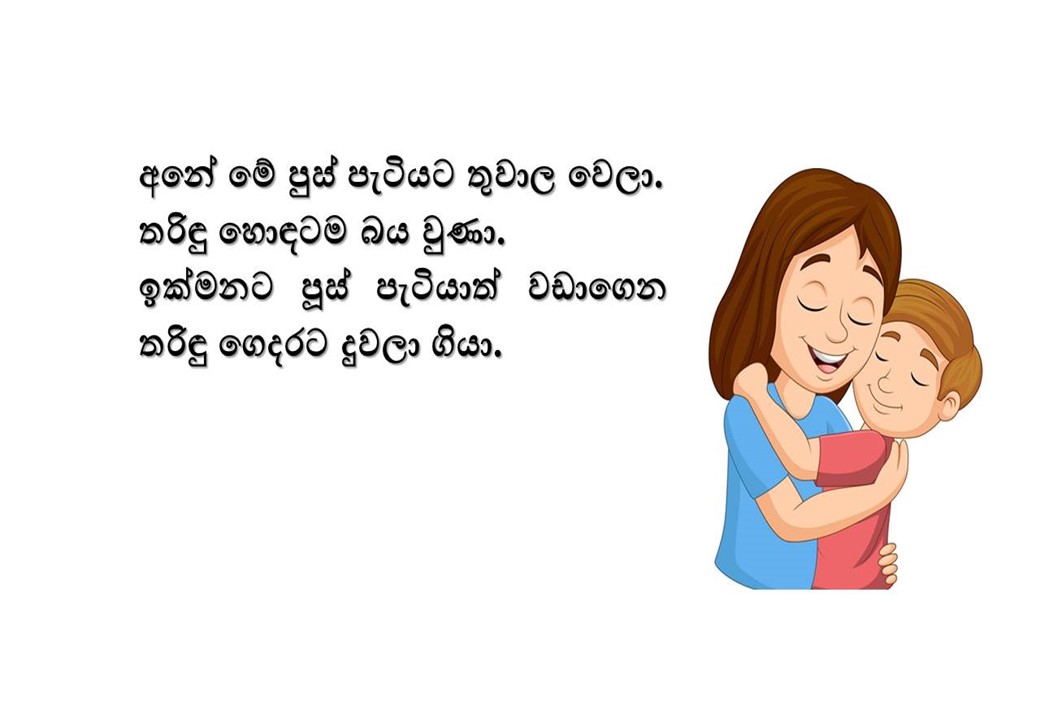 අනේ මේ පුස් පැටියට තුවාල වෙලා.
තරිඳු හොඳටම බය වුණා.
ඉක්මනට පූස් පැටියාත් වඩාගෙන
තරිඳු ගෙදරට දුවලා ගියා.